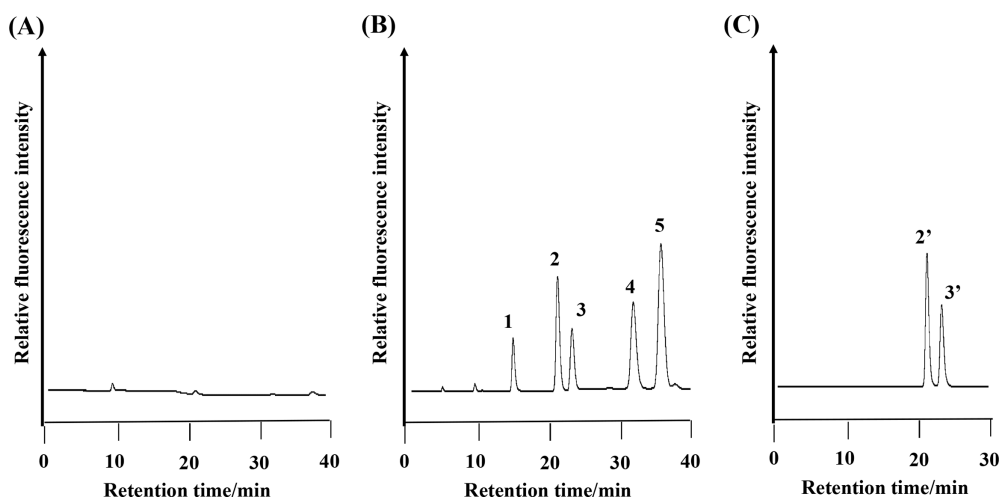 (A)
Relative fluorescence intensity
0 10 20 30 40
Retention time/min
(B)
Relative fluorescence intensity
1
2
3
4
5
0 10 20 30 40
Retention time/min
(C)
Relative fluorescence intensity
2’
3’
0 10 20 30
Retention time/min